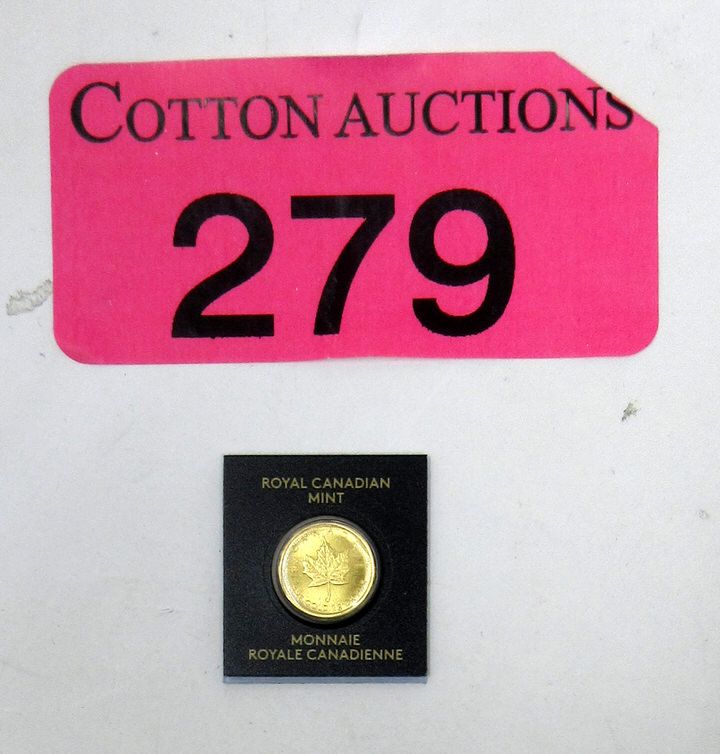 COTTON AUCTIONS
279
ROYAL CANADIAN
MINT
MONNAIE
ROYALE CANADIENNE